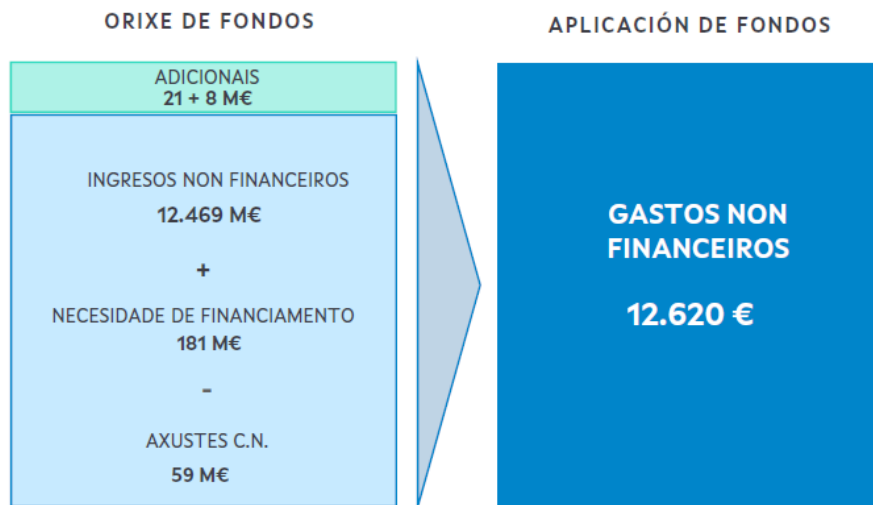 ORIXE DE FONDOS
ADICIONAIS
21 + 8 M€
INGRESOS NON FINANCEIROS
12.469 M€
+
NECESIDADE DE FINANCIAMENTO
181 M€
-
AXUSTES C.N.
59 M€
APLICACIÓN DE FONDOS
GASTOS NON
FINANCEIROS
12.620 €